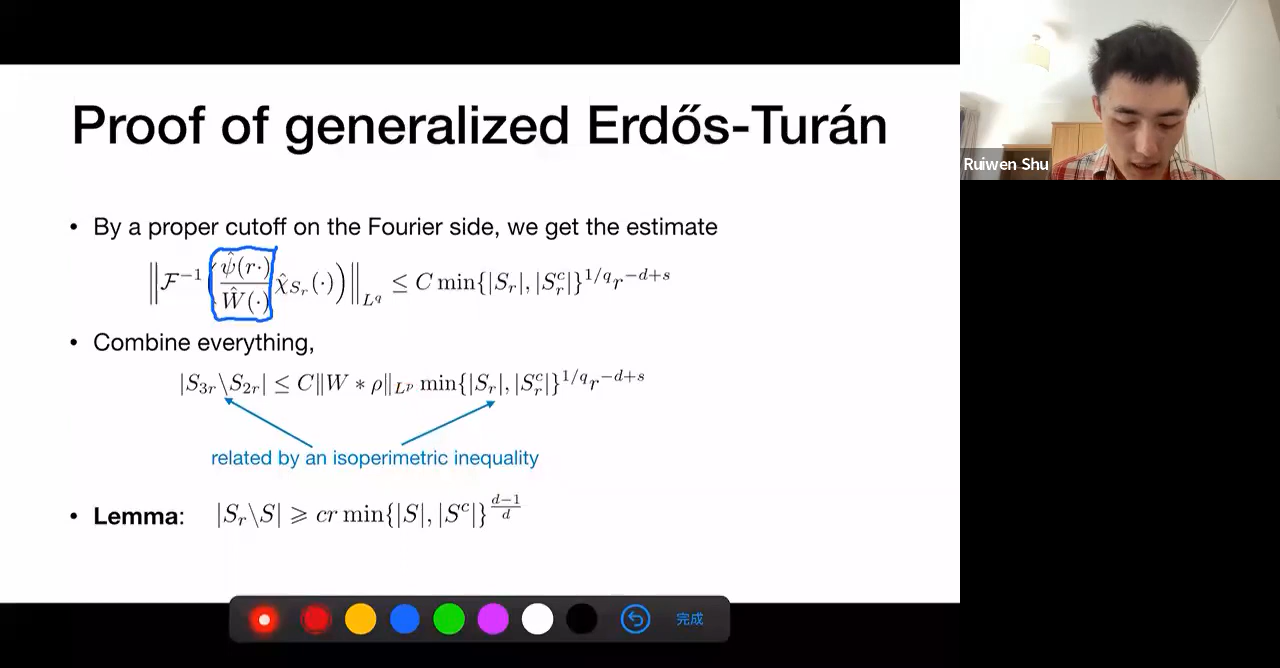 Proof of generalized Erdős-Turán
• By a proper cutoff on the Fourier side, we get the estimate
$\left\| \mathcal{F}^{-1} \left( \frac{\hat{\psi}(r\cdot)}{\hat{W}(\cdot)} \hat{\chi}_{S_r}(\cdot) \right) \right\|_{L^q} \leq C \min\{|S_r|, |S_r^c|\}^{1/q} r^{-d+s}$
• Combine everything,
$|S_{3r} \backslash S_{2r}| \leq C \|W * \rho\|_{L^p} \min\{|S_r|, |S_r^c|\}^{1/q} r^{-d+s}$
related by an isoperimetric inequality
• Lemma: $|S_r \backslash S| \geqslant cr \min\{|S|, |S^c|\}^{\frac{d-1}{d}}$
Ruiwen Shu
完成